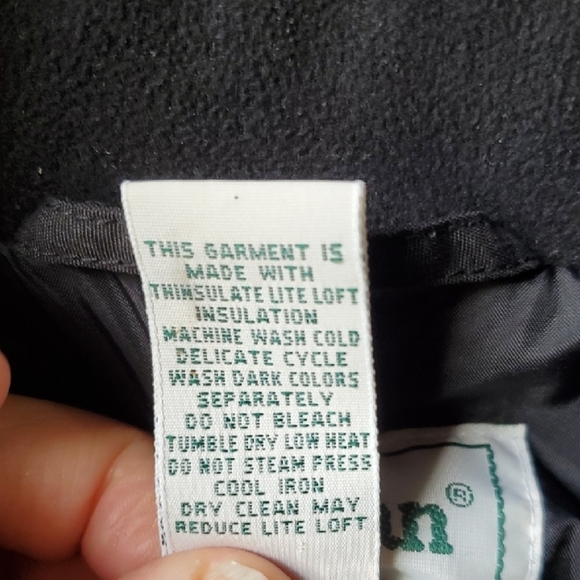 THIS GARMENT IS
MADE WITH
THINSULATE LITE LOFT
INSULATION
MACHINE WASH COLD
DELICATE CYCLE
WASH DARK COLORS
SEPARATELY
DO NOT BLEACH
TUMBLE DRY LOW HEAT
DO NOT STEAM PRESS
COOL IRON
DRY CLEAN MAY
REDUCE LITE LOFT